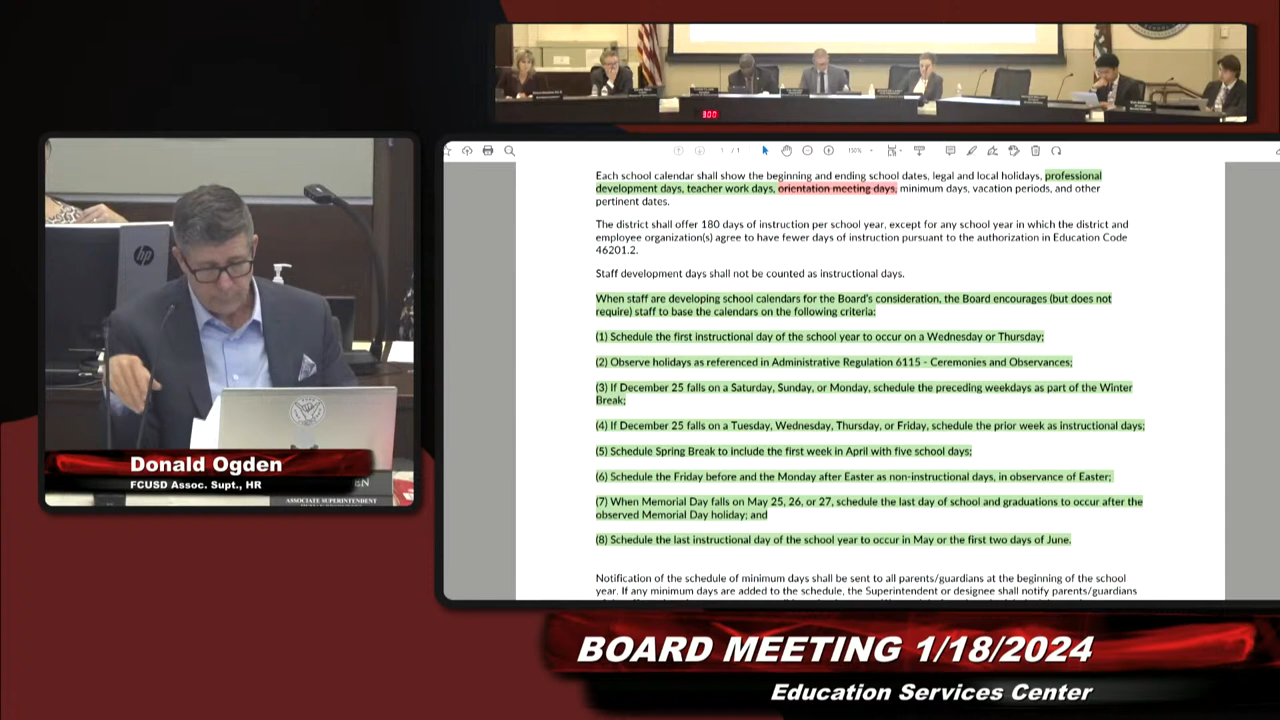 hp
Donald Ogden
FCUSD Assoc. Supt., HR
EN
ASSOCIATE SUPERINTENDENT
300
1 / 1
150%
Each school calendar shall show the beginning and ending school dates, legal and local holidays, professional
development days, teacher work days, orientation meeting days, minimum days, vacation periods, and other
pertinent dates.
The district shall offer 180 days of instruction per school year, except for any school year in which the district and
employee organization(s) agree to have fewer days of instruction pursuant to the authorization in Education Code
46201.2.
Staff development days shall not be counted as instructional days.
When staff are developing school calendars for the Board's consideration, the Board encourages (but does not
require) staff to base the calendars on the following criteria:
(1) Schedule the first instructional day of the school year to occur on a Wednesday or Thursday;
(2) Observe holidays as referenced in Administrative Regulation 6115 - Ceremonies and Observances;
(3) If December 25 falls on a Saturday, Sunday, or Monday, schedule the preceding weekdays as part of the Winter
Break;
(4) If December 25 falls on a Tuesday, Wednesday, Thursday, or Friday, schedule the prior week as instructional days;
(5) Schedule Spring Break to include the first week in April with five school days;
(6) Schedule the Friday before and the Monday after Easter as non-instructional days, in observance of Easter;
(7) When Memorial Day falls on May 25, 26, or 27, schedule the last day of school and graduations to occur after the
observed Memorial Day holiday; and
(8) Schedule the last instructional day of the school year to occur in May or the first two days of June.
Notification of the schedule of minimum days shall be sent to all parents/guardians at the beginning of the school
year. If any minimum days are added to the schedule, the Superintendent or designee shall notify parents/guardians
BOARD MEETING 1/18/2024
Education Services Center